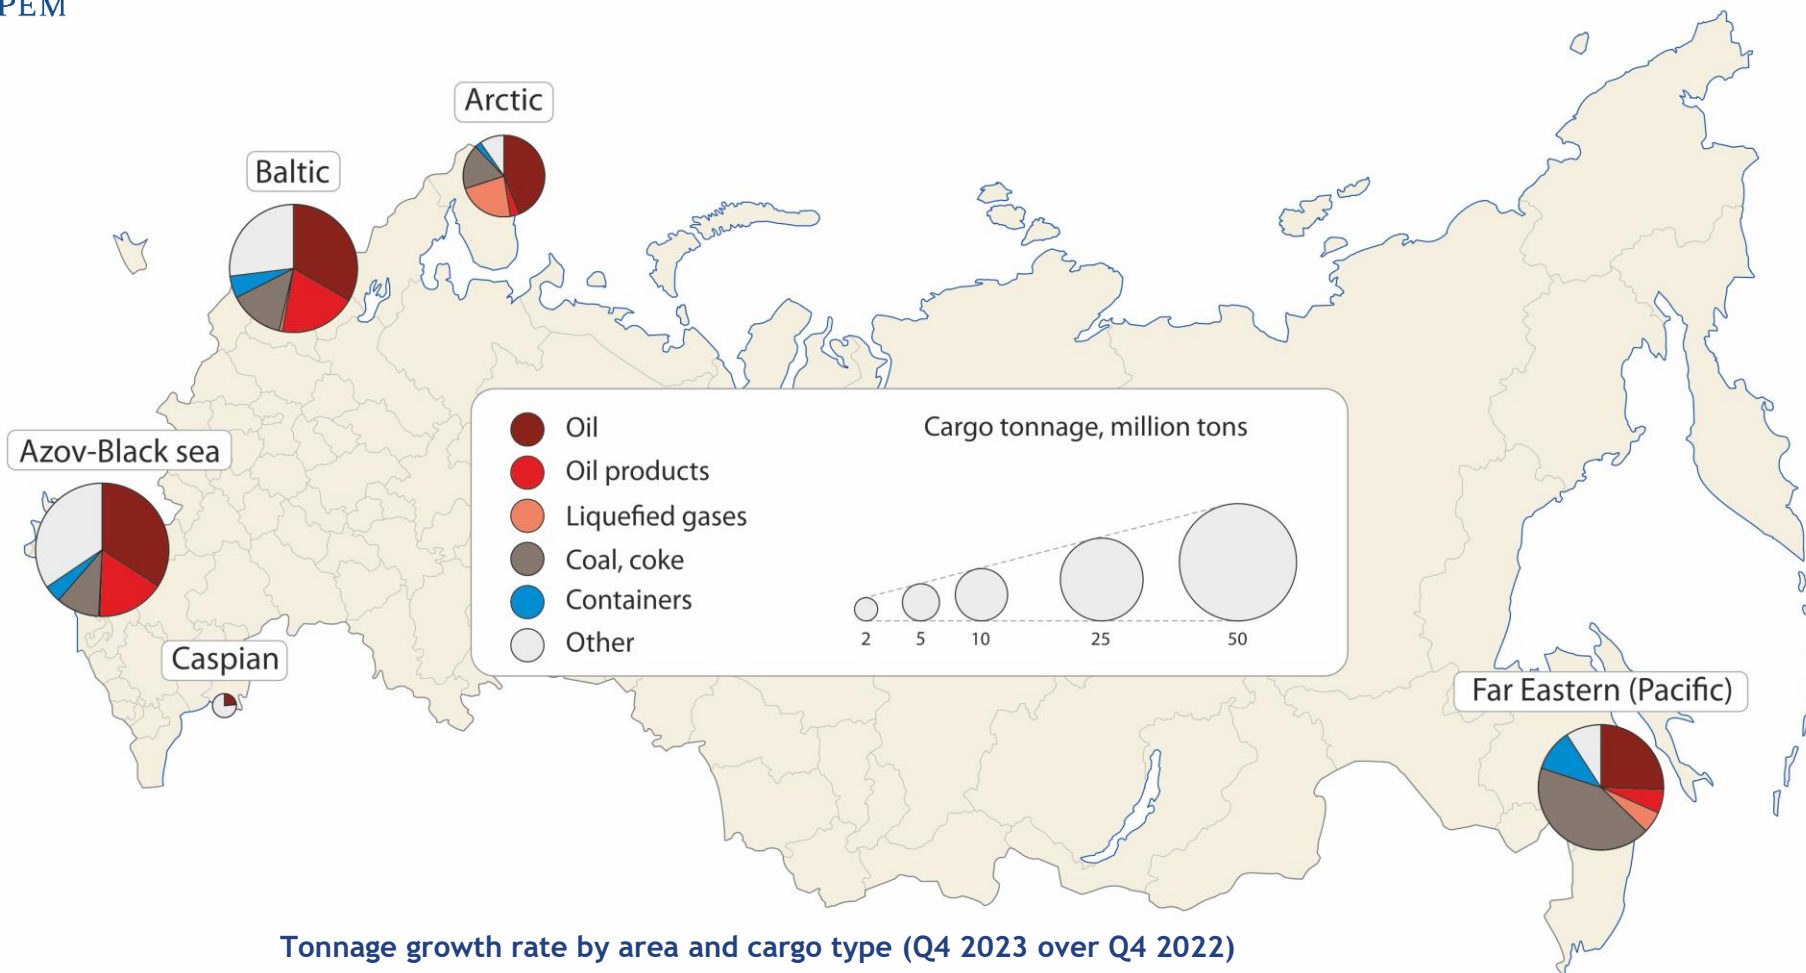 РЕМ
Arctic
Baltic
Azov-Black sea
Caspian
Far Eastern (Pacific)
Oil
Oil products
Liquefied gases
Coal, coke
Containers
Other
Cargo tonnage, million tons
2 5 10 25 50
Tonnage growth rate by area and cargo type (Q4 2023 over Q4 2022)